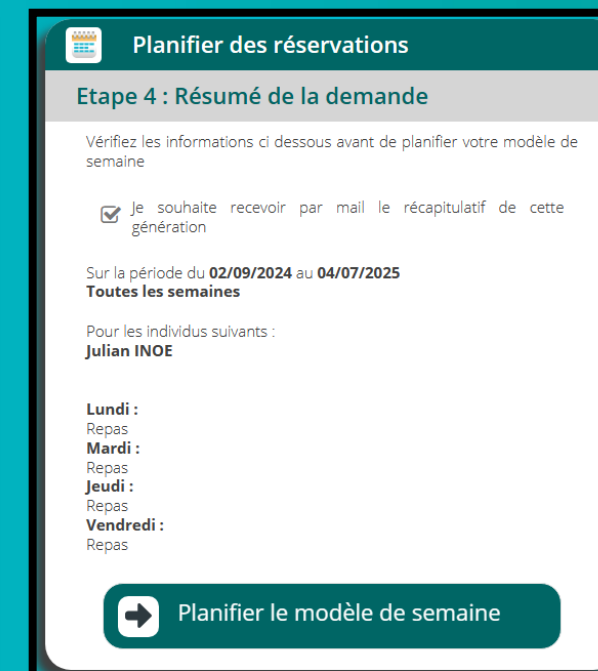 Planifier des réservations
Etape 4 : Résumé de la demande
Vérifiez les informations ci dessous avant de planifier votre modèle de
semaine
Je souhaite recevoir par mail le récapitulatif de cette
génération
Sur la période du 02/09/2024 au 04/07/2025
Toutes les semaines
Pour les individus suivants :
Julian INOE
Lundi :
Repas
Mardi :
Repas
Jeudi :
Repas
Vendredi :
Repas
Planifier le modèle de semaine